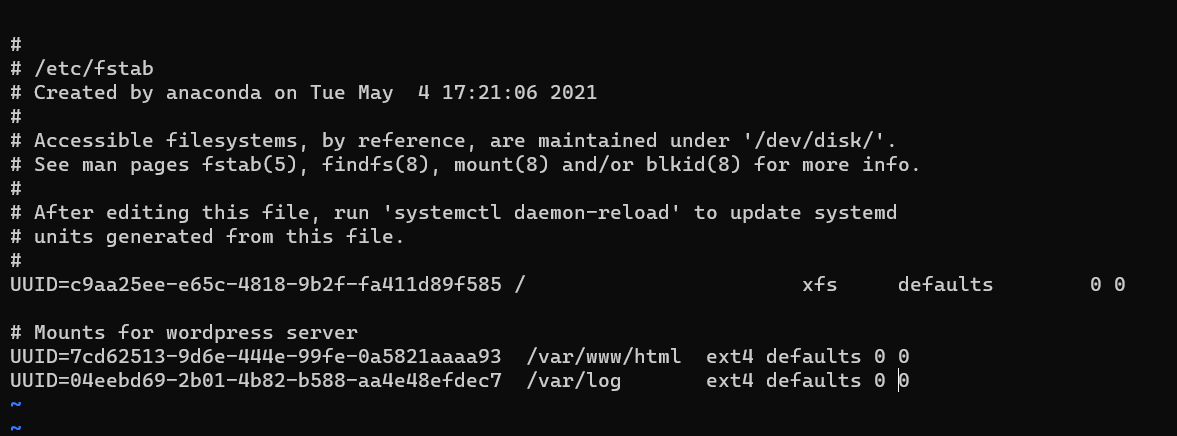 #
# /etc/fstab
# Created by anaconda on Tue May  4 17:21:06 2021
#
# Accessible filesystems, by reference, are maintained under '/dev/disk/'.
# See man pages fstab(5), findfs(8), mount(8) and/or blkid(8) for more info.
#
# After editing this file, run 'systemctl daemon-reload' to update systemd
# units generated from this file.
#
UUID=c9aa25ee-e65c-4818-9b2f-fa411d89f585 /                       xfs     defaults        0 0
# Mounts for wordpress server
UUID=7cd62513-9d6e-444e-99fe-0a5821aaaa93  /var/www/html  ext4 defaults 0 0
UUID=04eebd69-2b01-4b82-b588-aa4e48efdec7  /var/log       ext4 defaults 0 0
~
~